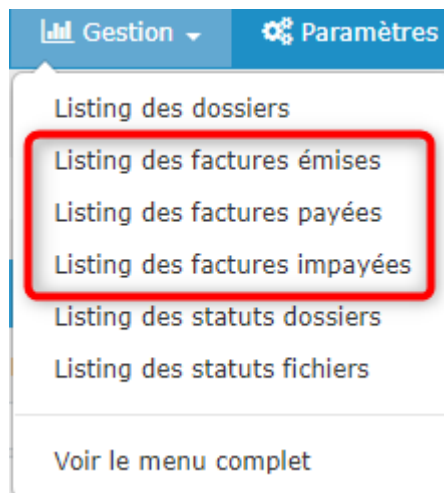 Gestion Paramètres
Listing des dossiers
Listing des factures émises
Listing des factures payées
Listing des factures impayées
Listing des statuts dossiers
Listing des statuts fichiers
Voir le menu complet